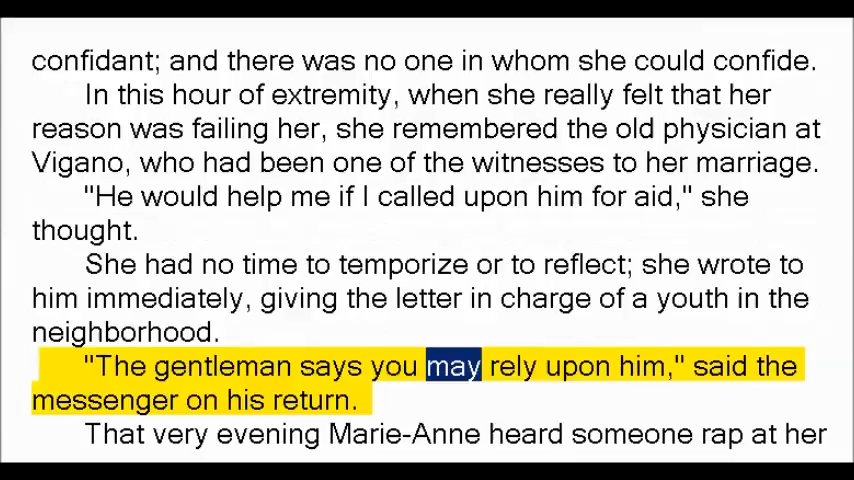 confidant; and there was no one in whom she could confide.
In this hour of extremity, when she really felt that her
reason was failing her, she remembered the old physician at
Vigano, who had been one of the witnesses to her marriage.
"He would help me if I called upon him for aid," she
thought.
She had no time to temporize or to reflect; she wrote to
him immediately, giving the letter in charge of a youth in the
neighborhood.
"The gentleman says you may rely upon him," said the
messenger on his return.
That very evening Marie-Anne heard someone rap at her